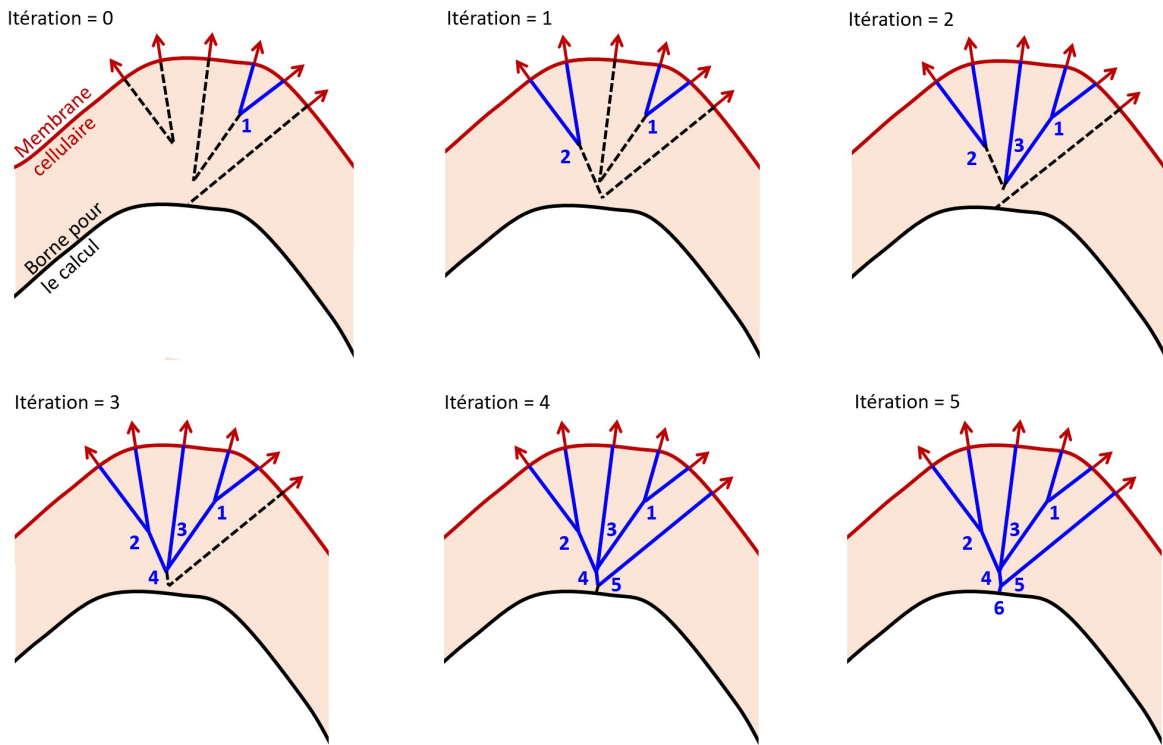 Itération = 0
Membrane
cellulaire
Borne pour
le calcul
1
Itération = 1
2
1
Itération = 2
2
3
1
Itération = 3
2
3
1
4
Itération = 4
2
3
1
4
5
Itération = 5
2
3
1
4
5
6